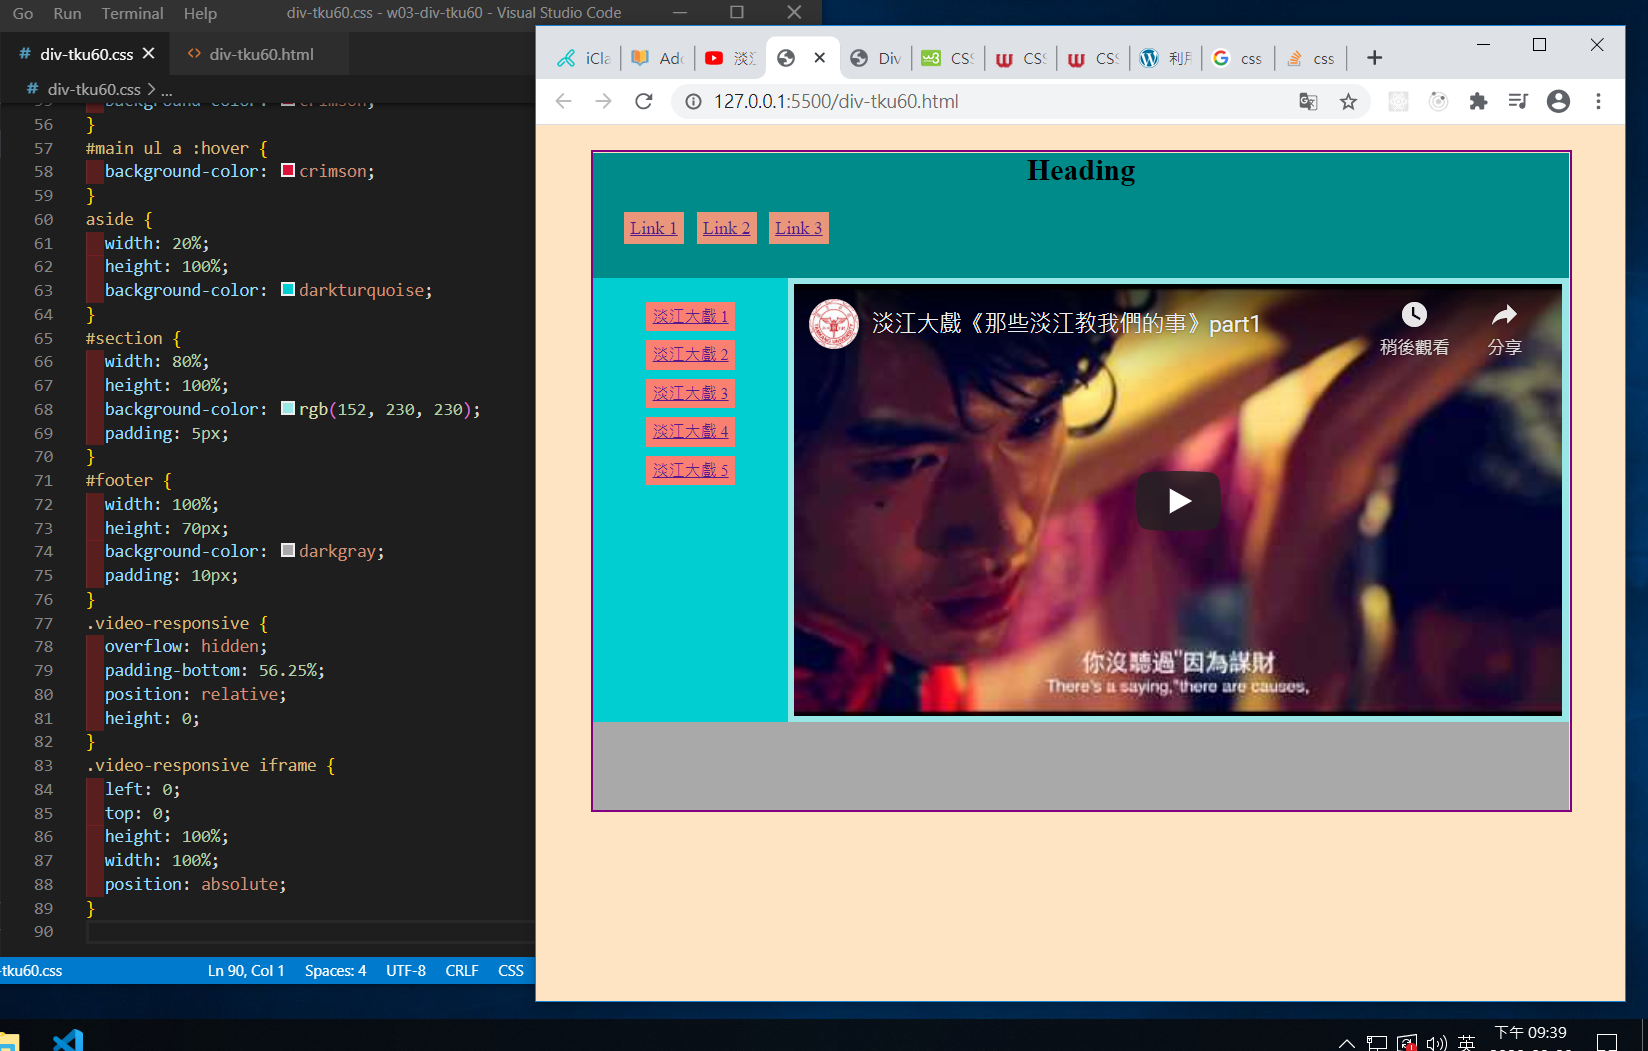 Go Run Terminal Help div-tku60.css - w03-div-tku60 - Visual Studio Code
# div-tku60.css <> div-tku60.html
# div-tku60.css > ...
background-color: crimson;
56 }
57 #main ul a :hover {
58 background-color: crimson;
59 }
60 aside {
61 width: 20%;
62 height: 100%;
63 background-color: darkturquoise;
64 }
65 #section {
66 width: 80%;
67 height: 100%;
68 background-color: rgb(152, 230, 230);
69 padding: 5px;
70 }
71 #footer {
72 width: 100%;
73 height: 70px;
74 background-color: darkgray;
75 padding: 10px;
76 }
77 .video-responsive {
78 overflow: hidden;
79 padding-bottom: 56.25%;
80 position: relative;
81 height: 0;
82 }
83 .video-responsive iframe {
84 left: 0;
85 top: 0;
86 height: 100%;
87 width: 100%;
88 position: absolute;
89 }
90
-tku60.css Ln 90, Col 1 Spaces: 4 UTF-8 CRLF CSS
iCla Add 淡江 Div CSS CSS CSS 利用 css css
127.0.0.1:5500/div-tku60.html
Heading
Link 1 Link 2 Link 3
淡江大戲 1
淡江大戲 2
淡江大戲 3
淡江大戲 4
淡江大戲 5
淡江大戲《那些淡江教我們的事》part1
稍後觀看 分享
你沒聽過"因為謀財
There's a saying,"there are causes,
英 下午 09:39